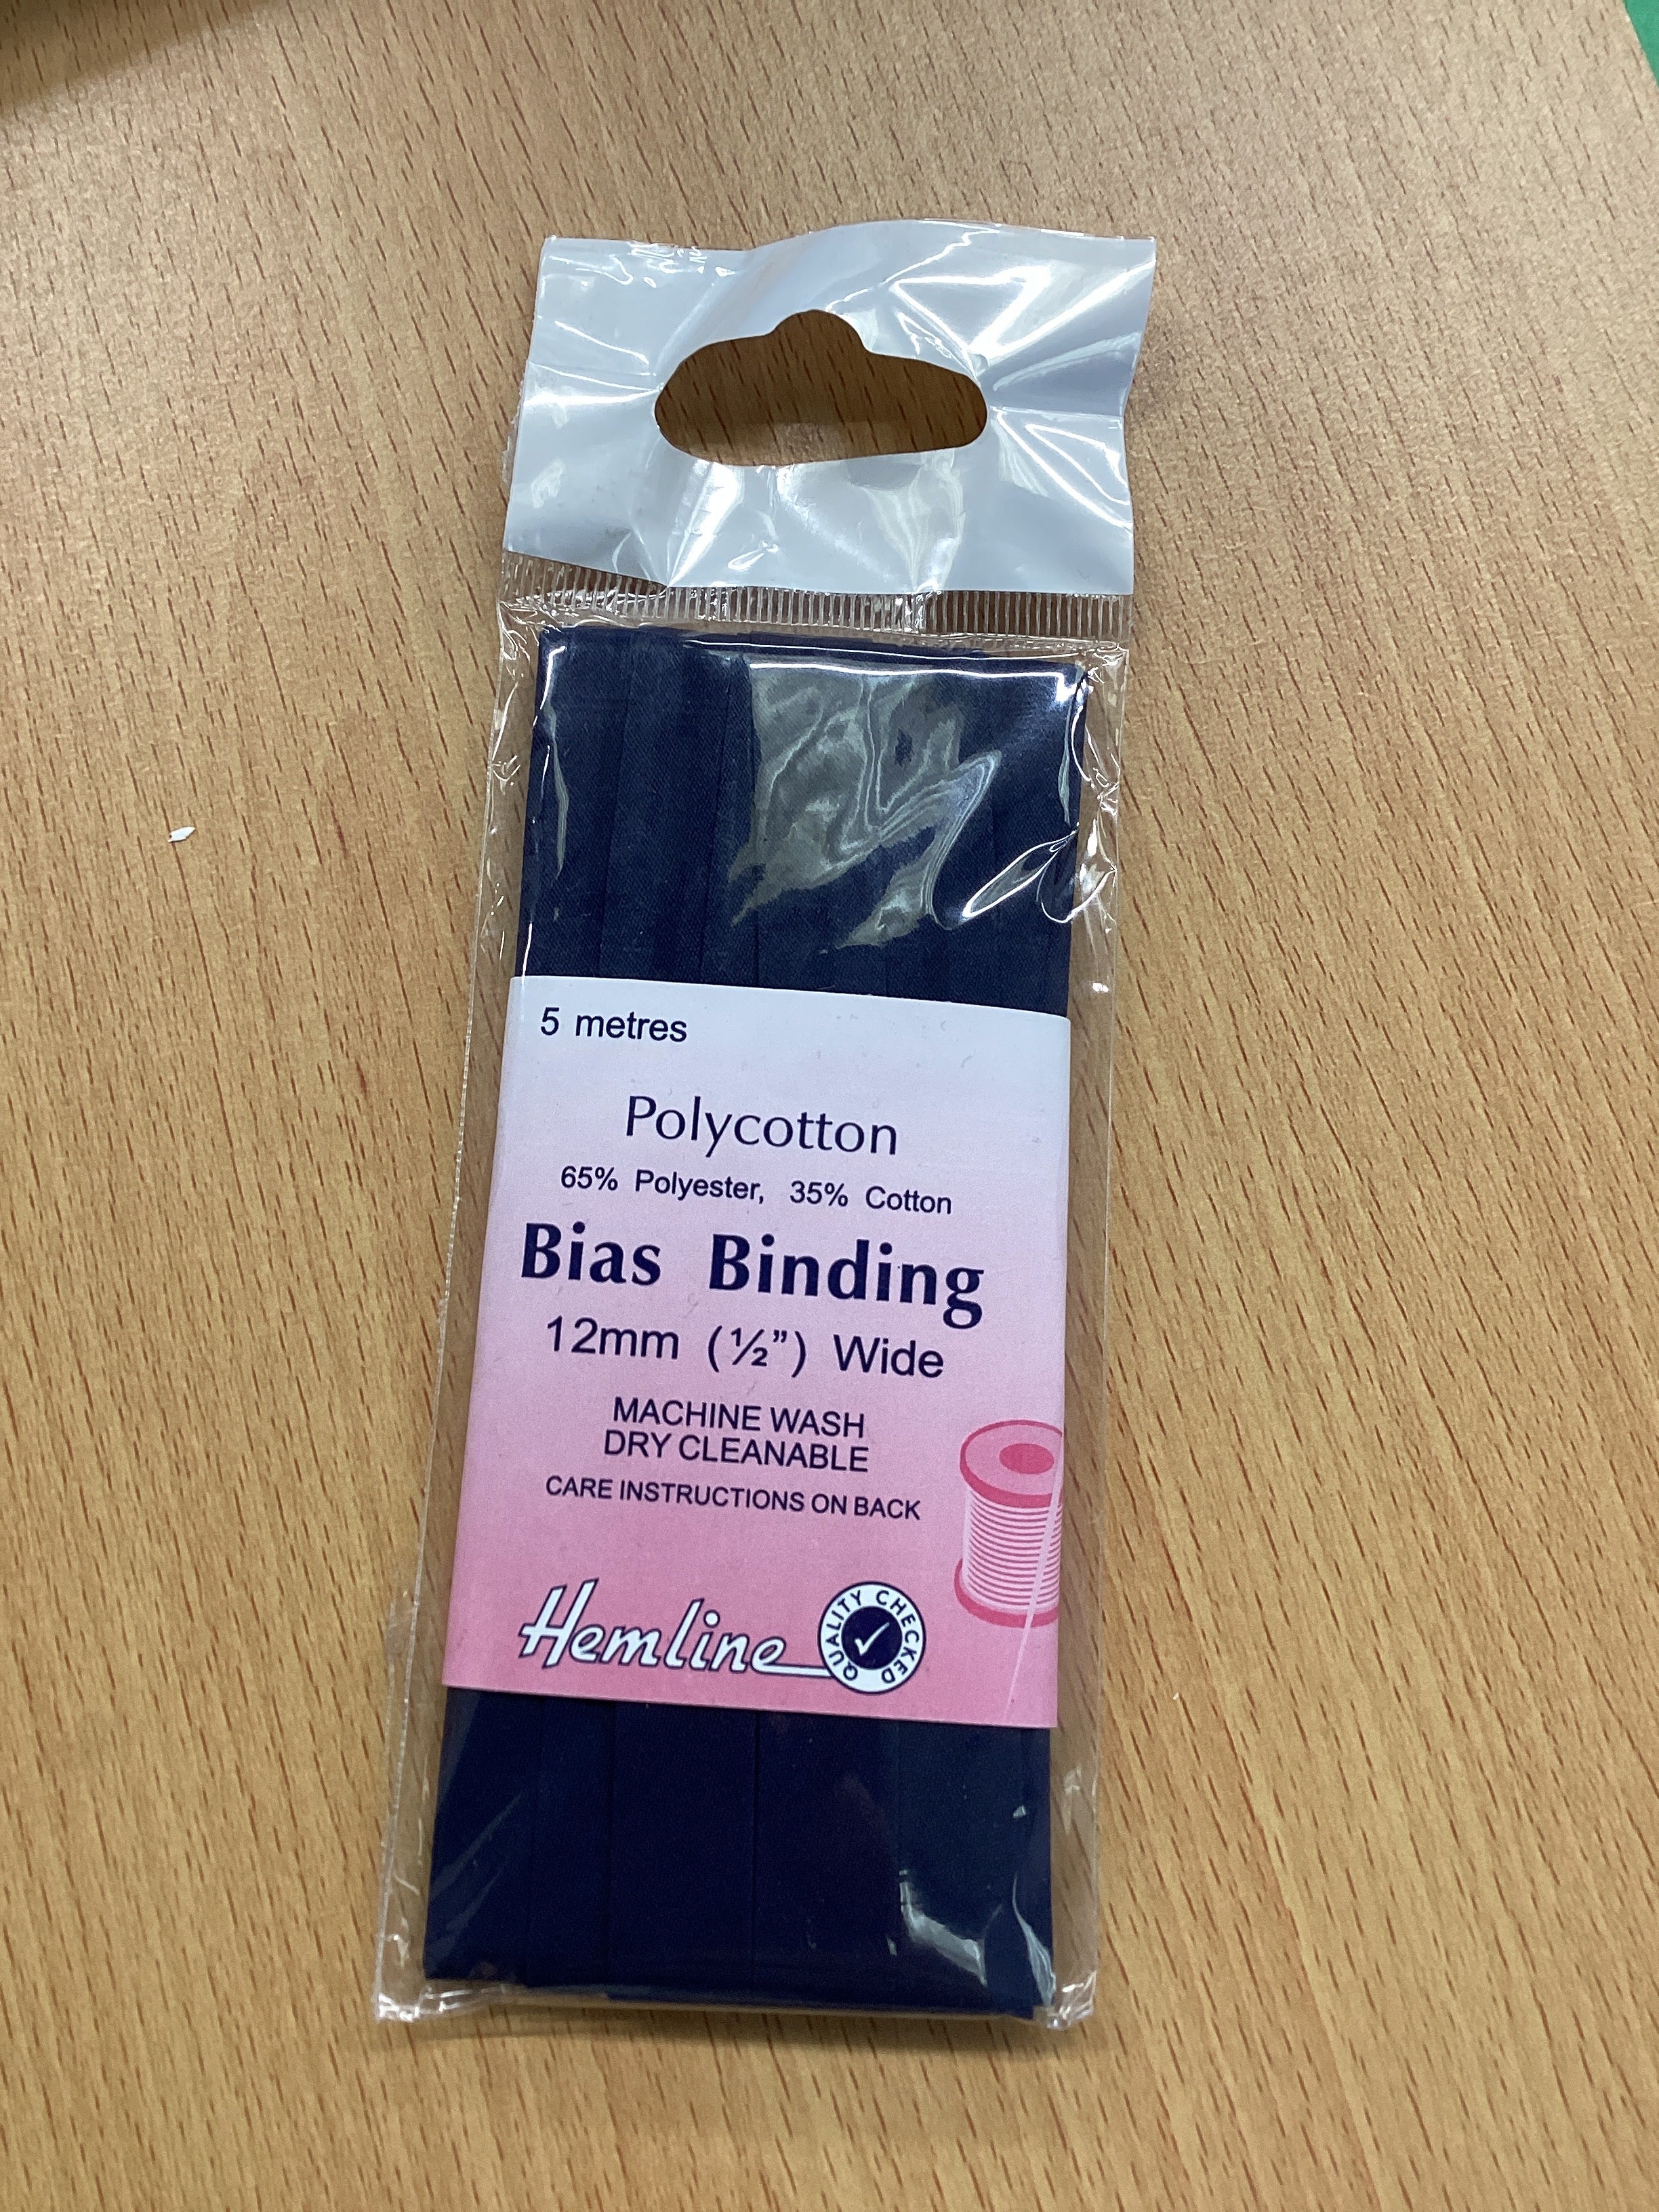 5 metres
Polycotton
65% Polyester, 35% Cotton
Bias Binding
12mm (½”) Wide
MACHINE WASH
DRY CLEANABLE
CARE INSTRUCTIONS ON BACK
Hemline
QUALITY CHECKED